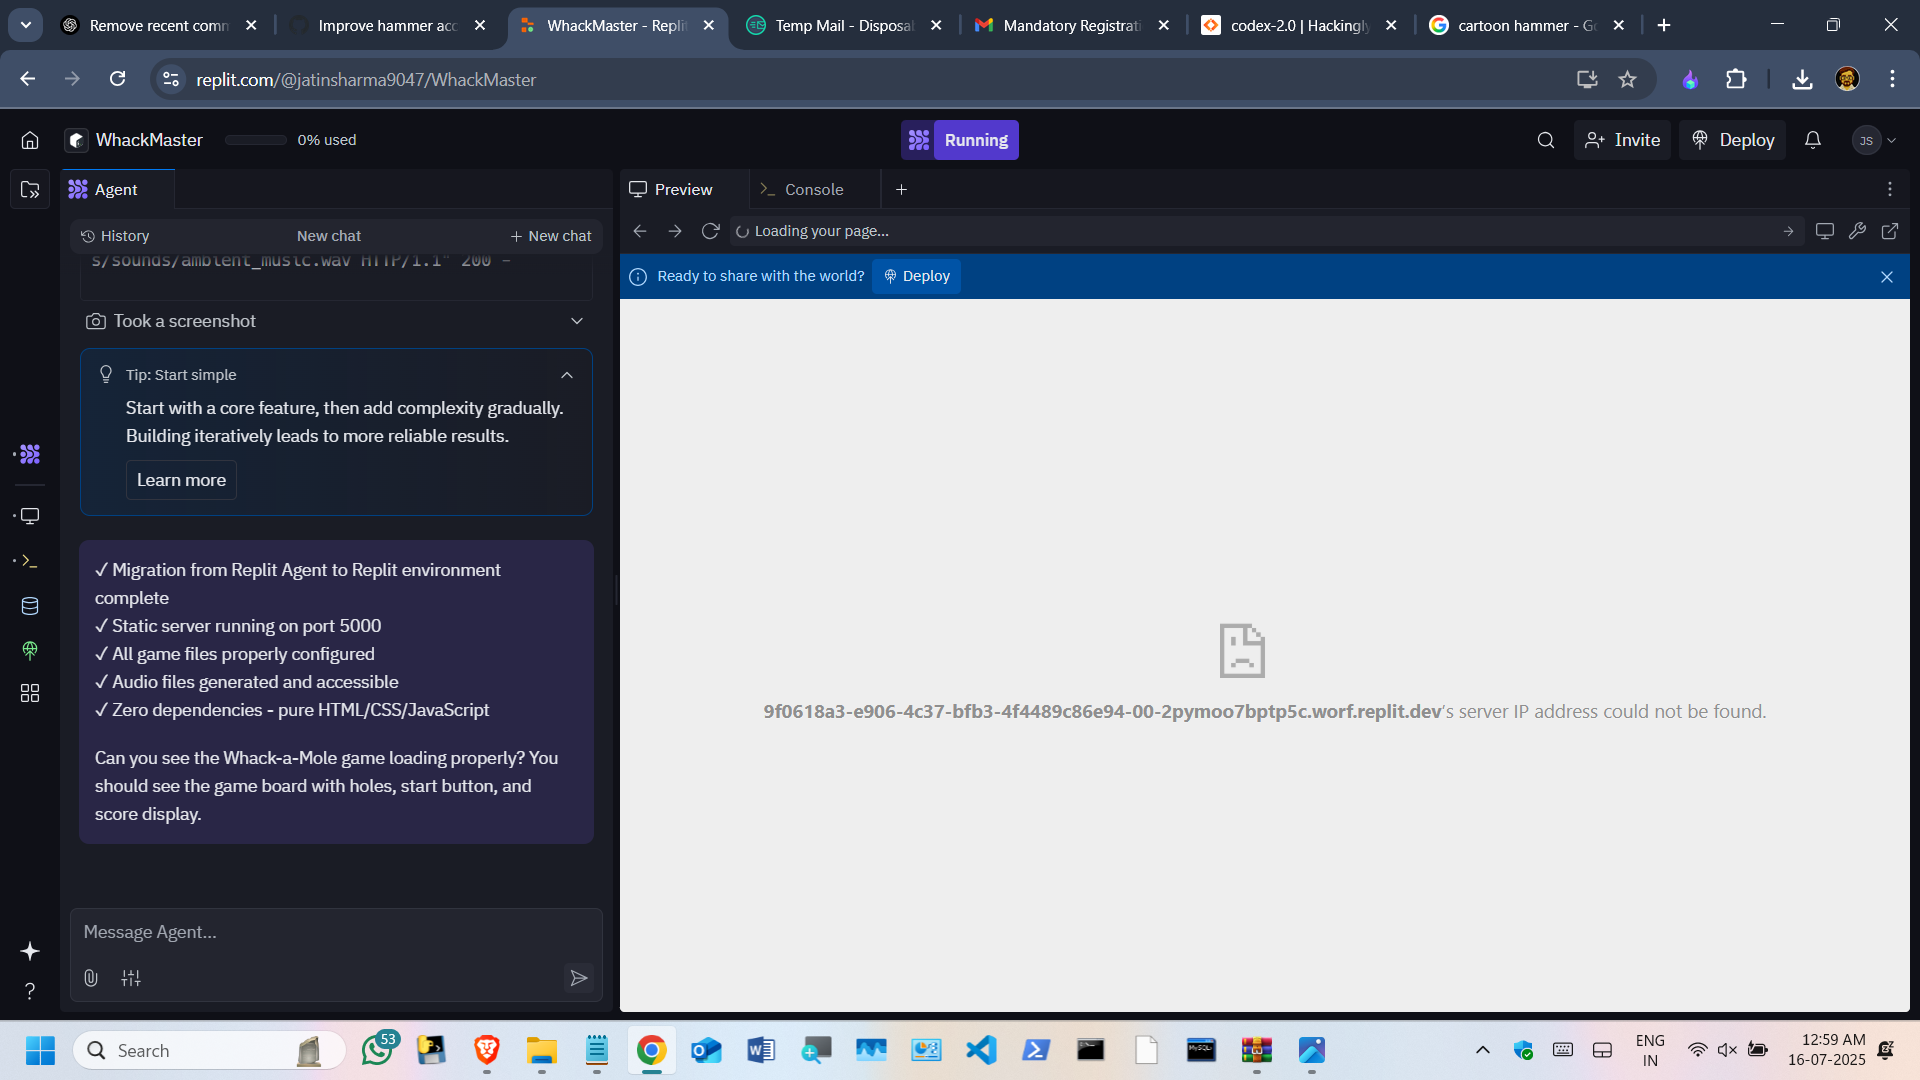 Remove recent comm
Improve hammer acc
WhackMaster - Replit
Temp Mail - Disposal
Mandatory Registrati
codex-2.0 | Hackingly
cartoon hammer - Go
replit.com/@jatinsharma9047/WhackMaster
WhackMaster
0% used
Running
Invite
Deploy
JS
Agent
Preview
Console
History
New chat
New chat
Loading your page...
s/sounds/ambient_music.wav HTTP/1.1" 200 -
Ready to share with the world?
Deploy
Took a screenshot
Tip: Start simple
Start with a core feature, then add complexity gradually.
Building iteratively leads to more reliable results.
Learn more
✓ Migration from Replit Agent to Replit environment
complete
✓ Static server running on port 5000
✓ All game files properly configured
✓ Audio files generated and accessible
✓ Zero dependencies - pure HTML/CSS/JavaScript
Can you see the Whack-a-Mole game loading properly? You
should see the game board with holes, start button, and
score display.
9f0618a3-e906-4c37-bfb3-4f4489c86e94-00-2pymoo7bptp5c.worf.replit.dev's server IP address could not be found.
Message Agent...
Search
53
MySQL
ENG
IN
12:59 AM
16-07-2025